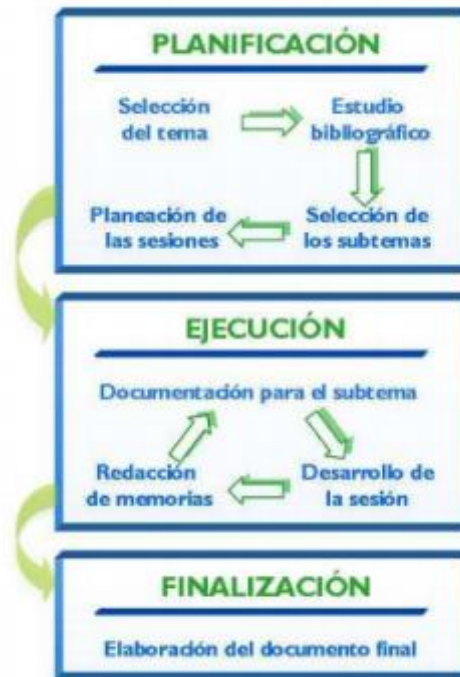 PLANIFICACIÓN
Selección
del tema
Estudio
bibliográfico
Planeación de
las sesiones
Selección de
los subtemas
EJECUCIÓN
Documentación para el subtema
Redacción
de memorias
Desarrollo de
la sesión
FINALIZACIÓN
Elaboración del documento final